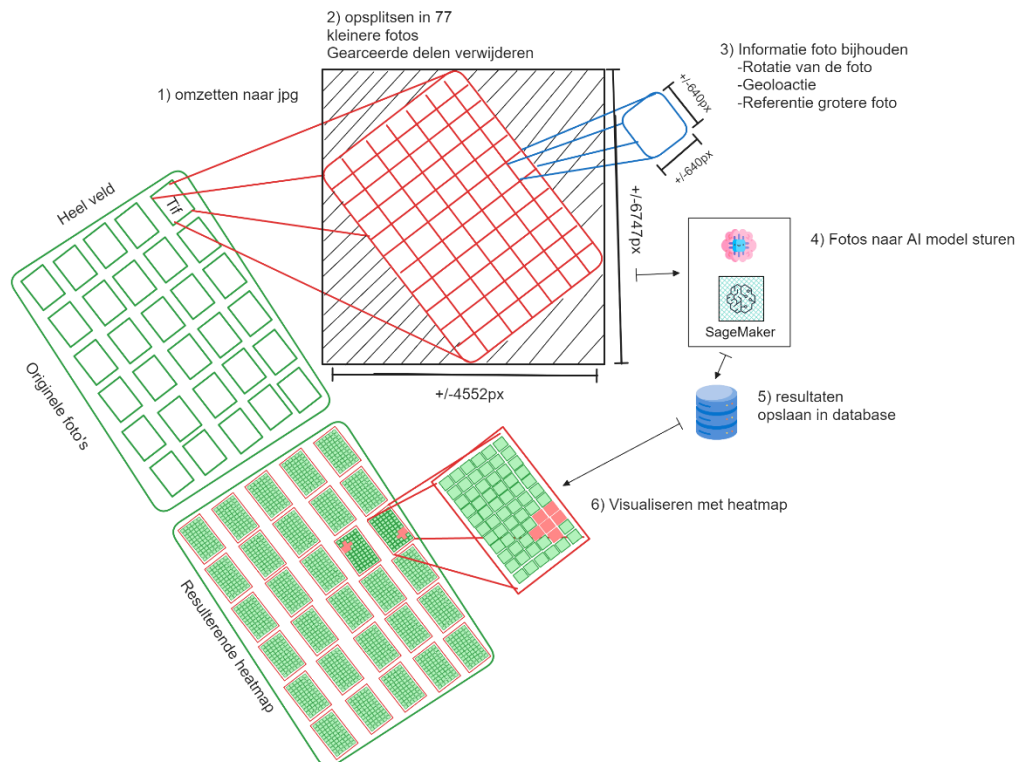 2) opsplitsen in 77
kleinere fotos
Gearceerde delen verwijderen
3) Informatie foto bijhouden
-Rotatie van de foto
-Geoloactie
-Referentie grotere foto
1) omzetten naar jpg
+/-640px
+/-640px
Heel veld
Tif
+/-6747px
4) Fotos naar AI model sturen
SageMaker
+/-4552px
5) resultaten
opslaan in database
Originele foto's
6) Visualiseren met heatmap
Resulterende heatmap